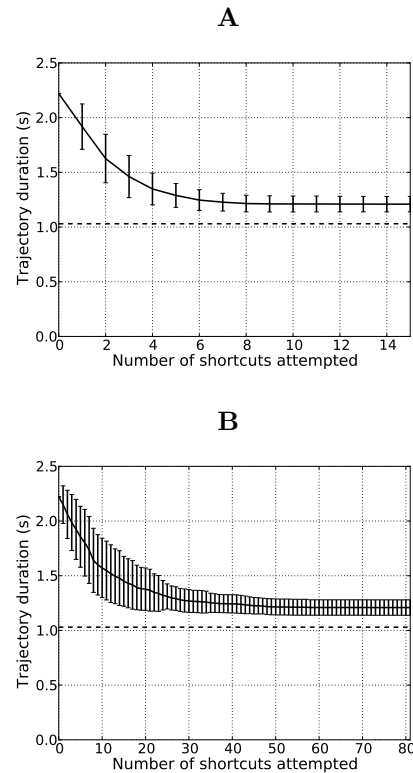 A
2.5
2.0
1.5
1.0
0.5
0.0
Trajectory duration (s)
0 2 4 6 8 10 12 14
Number of shortcuts attempted
B
2.5
2.0
1.5
1.0
0.5
0.0
Trajectory duration (s)
0 10 20 30 40 50 60 70 80
Number of shortcuts attempted